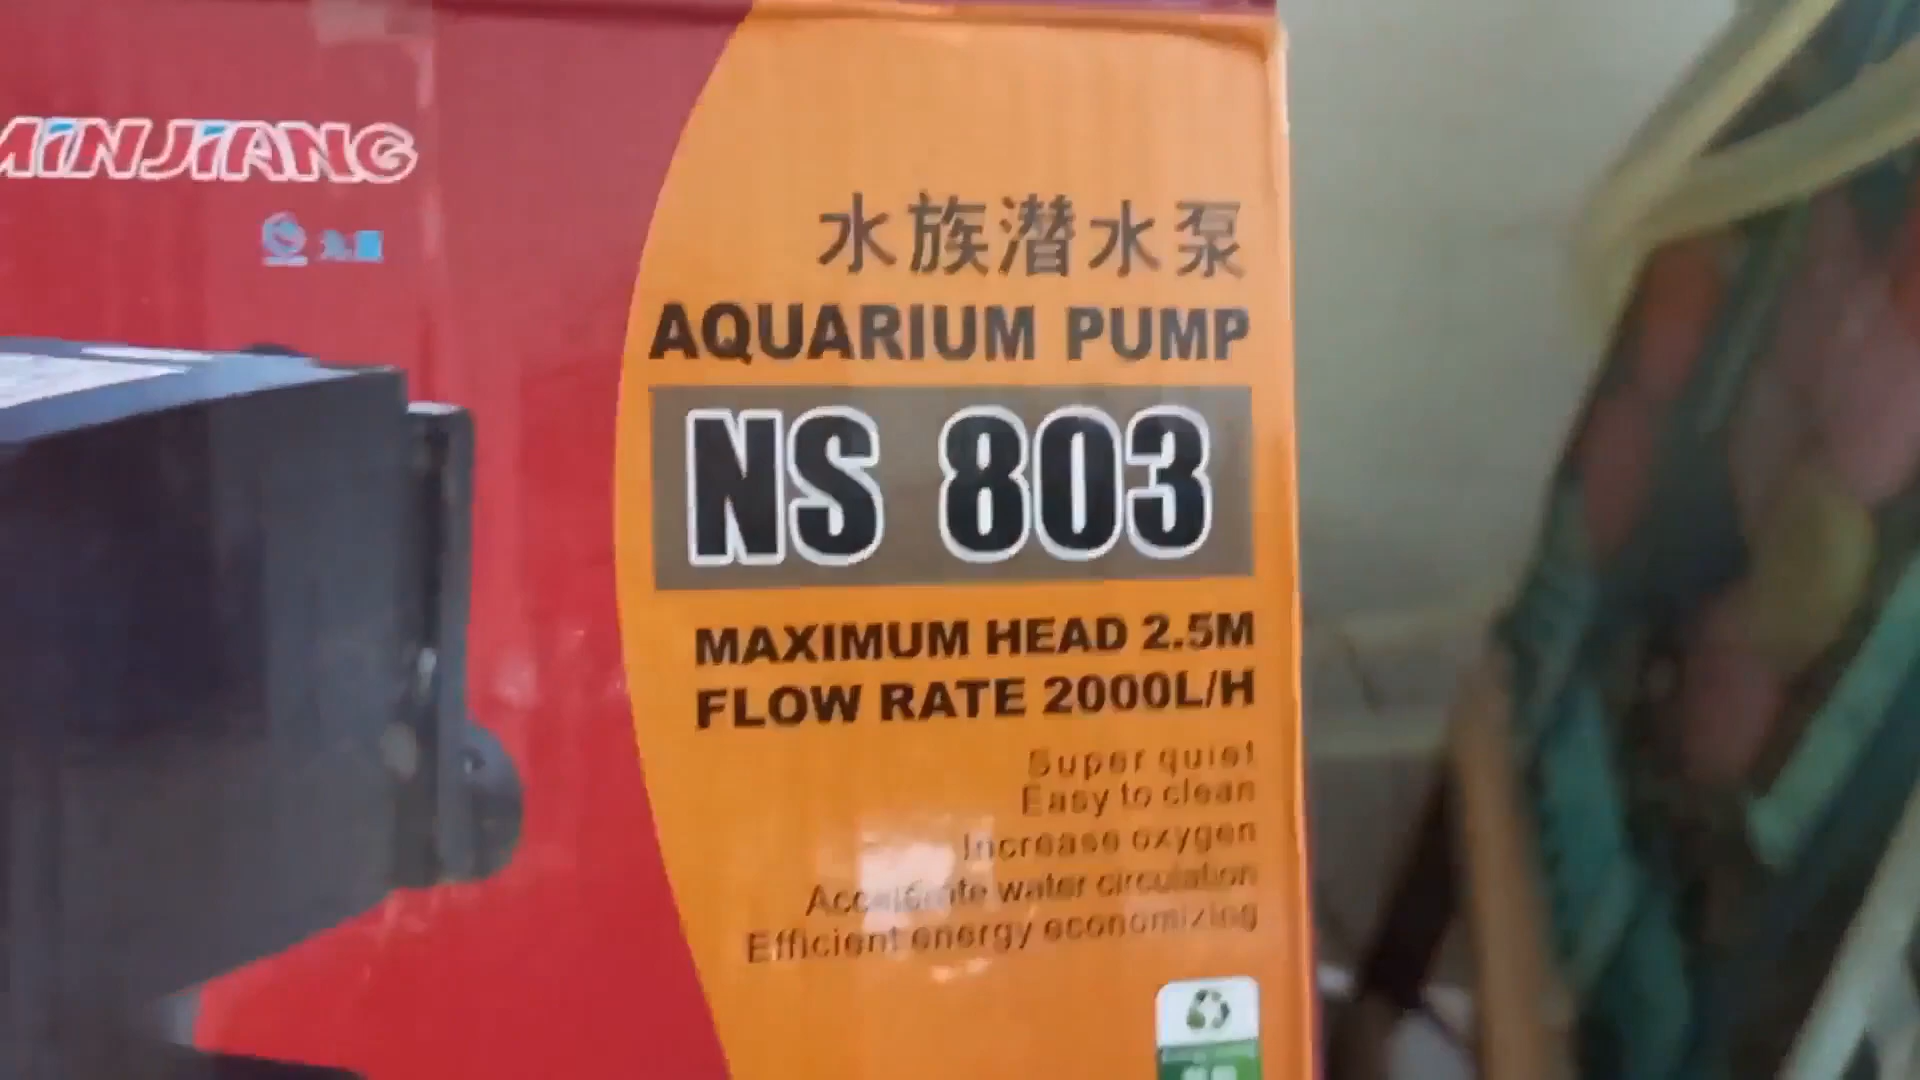 MINJIANG
水族潜水泵
AQUARIUM PUMP
NS 803
MAXIMUM HEAD 2.5M
FLOW RATE 2000L/H
Super quiet
Easy to clean
Increase oxygen
Accelerate water circulation
Efficient energy economizing